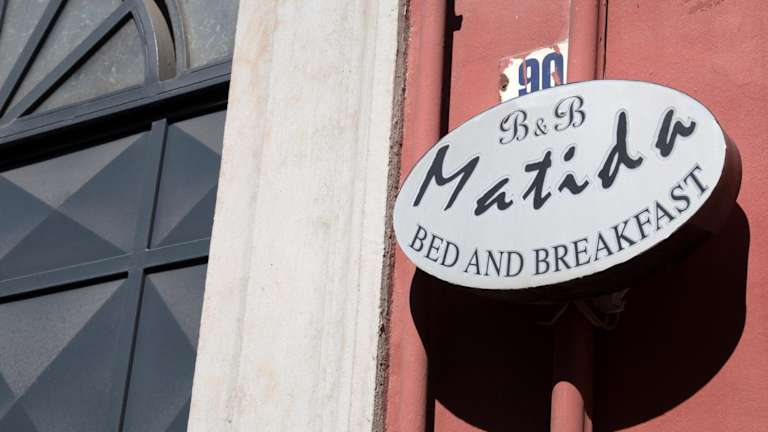 90
B & B
Matida
BED AND BREAKFAST